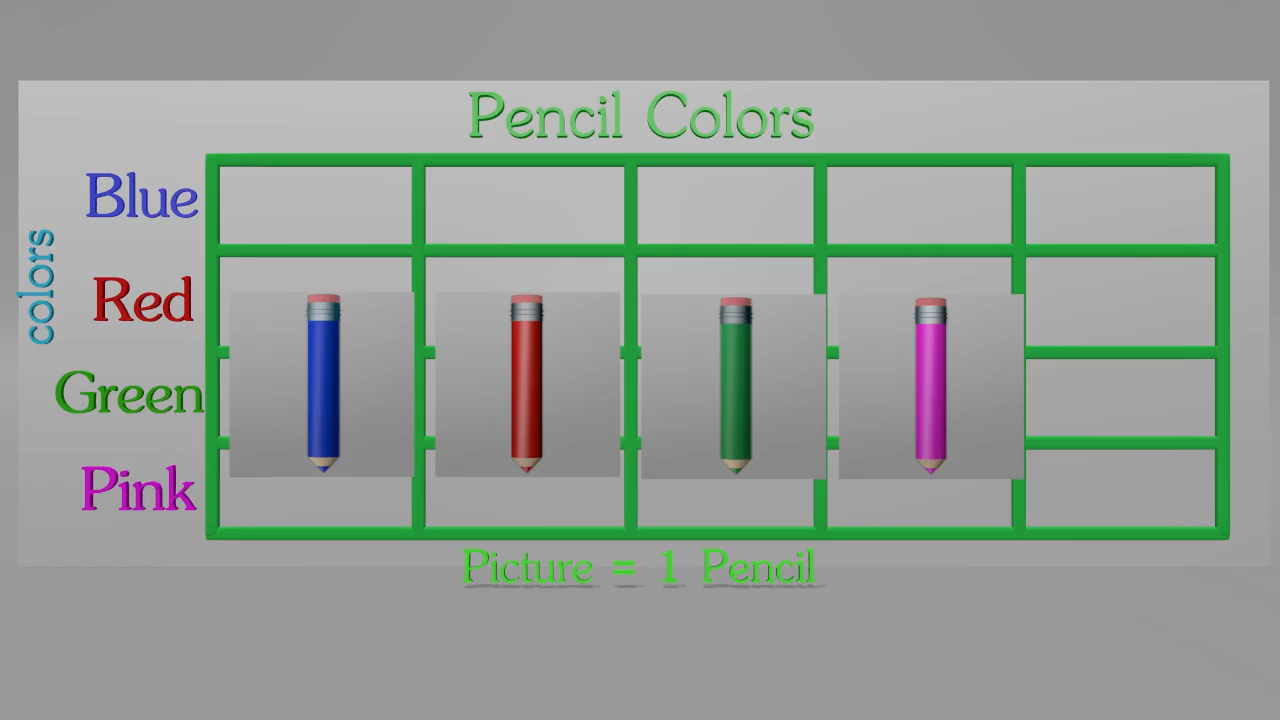 Pencil Colors
colors
Blue
Red
Green
Pink
Picture = 1 Pencil